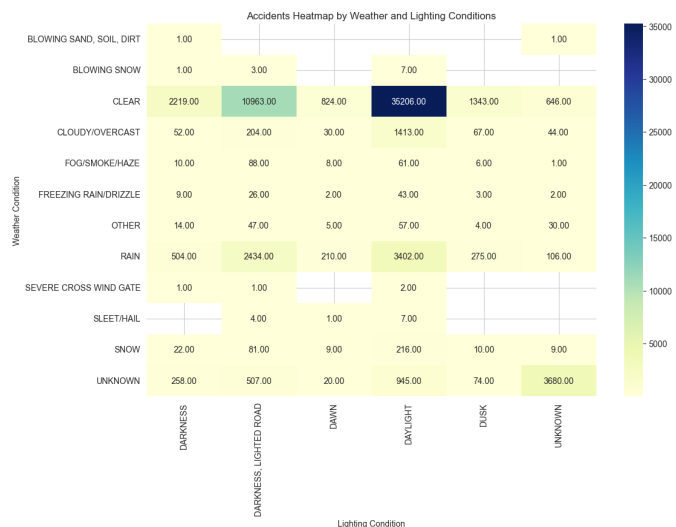 Accidents Heatmap by Weather and Lighting Conditions
BLOWING SAND, SOIL, DIRT 1.00 1.00
BLOWING SNOW 1.00 3.00 7.00
CLEAR 2219.00 10963.00 824.00 35206.00 1343.00 646.00
CLOUDY/OVERCAST 52.00 204.00 30.00 1413.00 67.00 44.00
FOG/SMOKE/HAZE 10.00 88.00 8.00 61.00 6.00 1.00
FREEZING RAIN/DRIZZLE 9.00 26.00 2.00 43.00 3.00 2.00
OTHER 14.00 47.00 5.00 57.00 4.00 30.00
RAIN 504.00 2434.00 210.00 3402.00 275.00 106.00
SEVERE CROSS WIND GATE 1.00 1.00 2.00
SLEET/HAIL 4.00 1.00 7.00
SNOW 22.00 81.00 9.00 216.00 10.00 9.00
UNKNOWN 258.00 507.00 20.00 945.00 74.00 3680.00
Weather Condition
DARKNESS
DARKNESS, LIGHTED ROAD
DAWN
DAYLIGHT
DUSK
UNKNOWN
Lighting Condition
35000
30000
25000
20000
15000
10000
5000